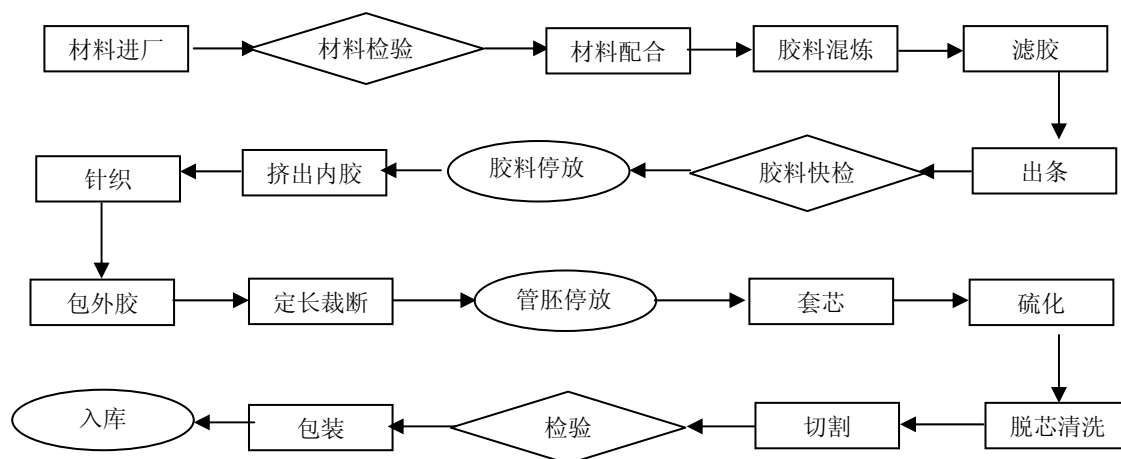 材料进厂
材料检验
材料配合
胶料混炼
滤胶
出条
胶料快检
胶料停放
挤出内胶
针织
包外胶
定长裁断
管胚停放
套芯
硫化
脱芯清洗
切割
检验
包装
入库